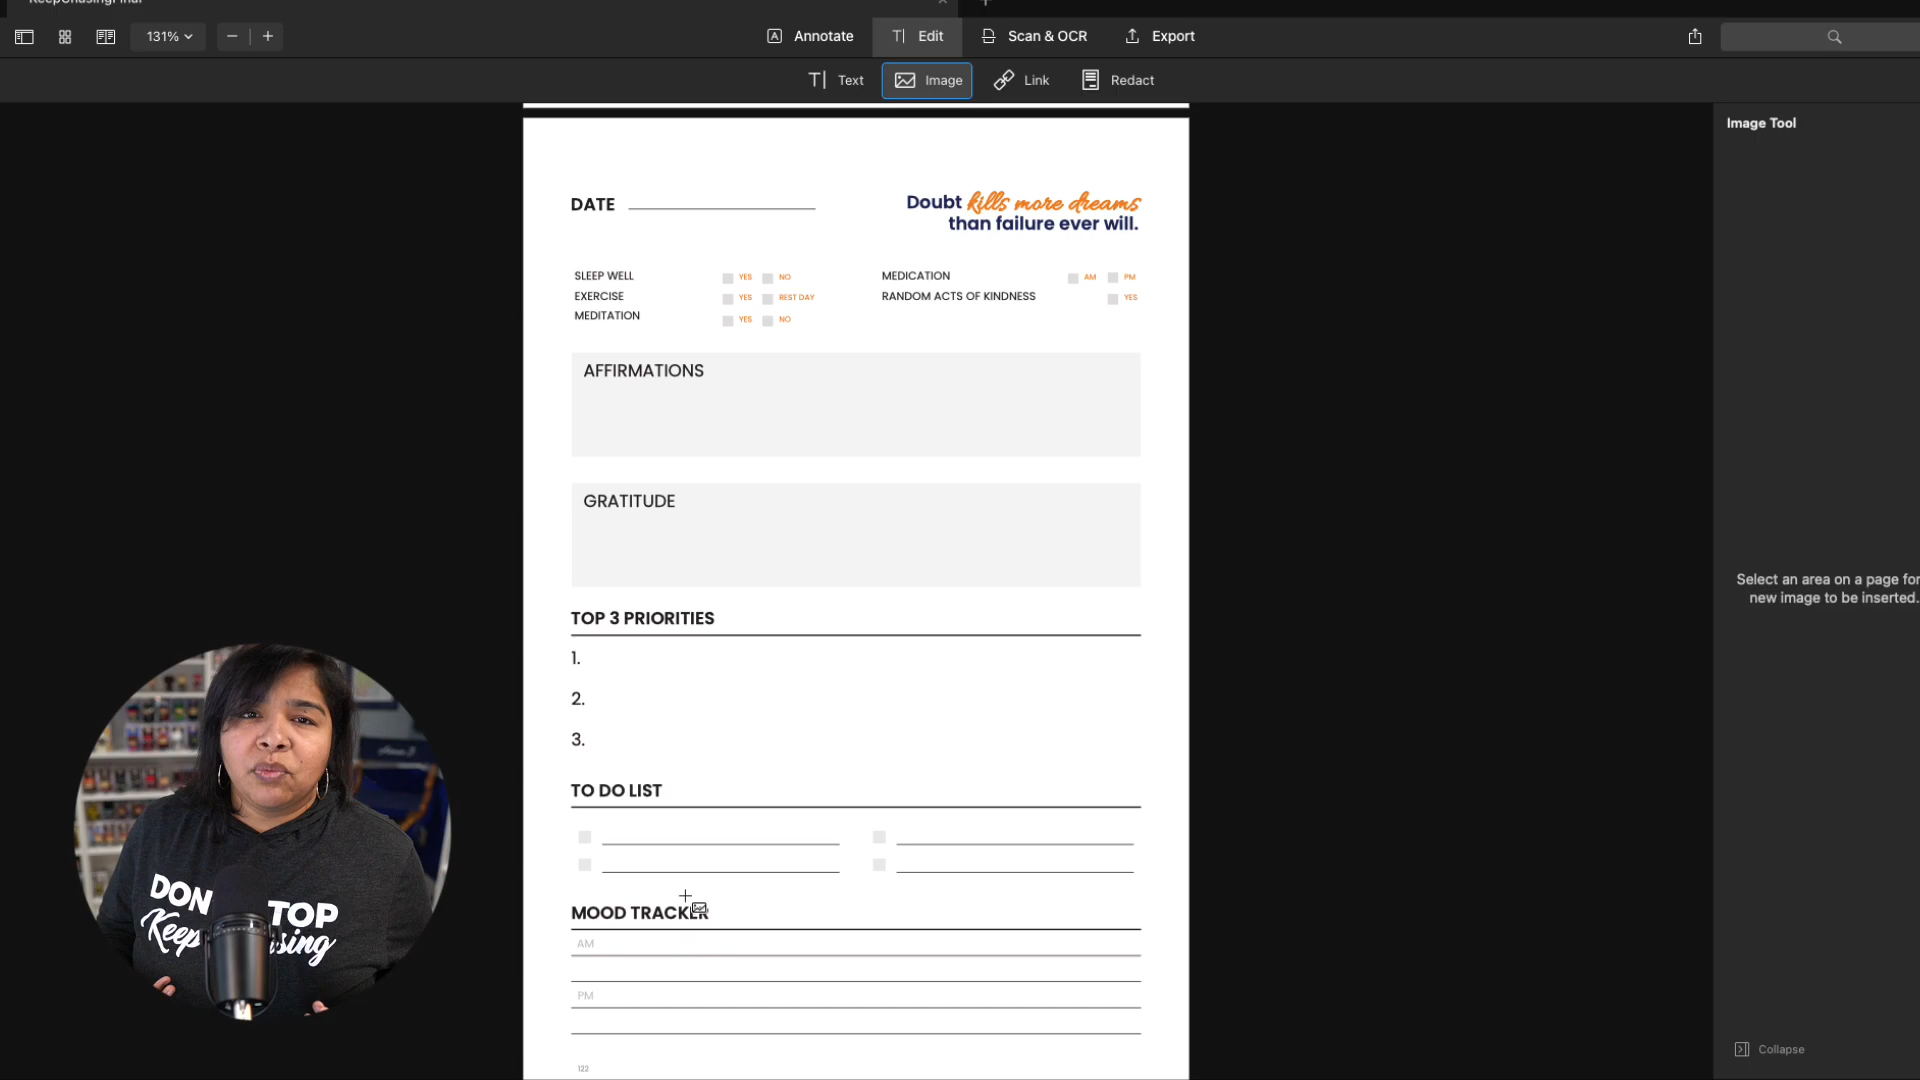 131%
Annotate
Edit
Scan & OCR
Export
Text
Image
Link
Redact
Image Tool
DATE
Doubt kills more dreams
than failure ever will.
SLEEP WELL YES NO
EXERCISE YES REST DAY
MEDITATION YES NO
MEDICATION AM PM
RANDOM ACTS OF KINDNESS YES
AFFIRMATIONS
GRATITUDE
TOP 3 PRIORITIES
1.
2.
3.
TO DO LIST
MOOD TRACKER
AM
PM
122
Select an area on a page for
new image to be inserted.
Collapse
DON TOP
Keep sing